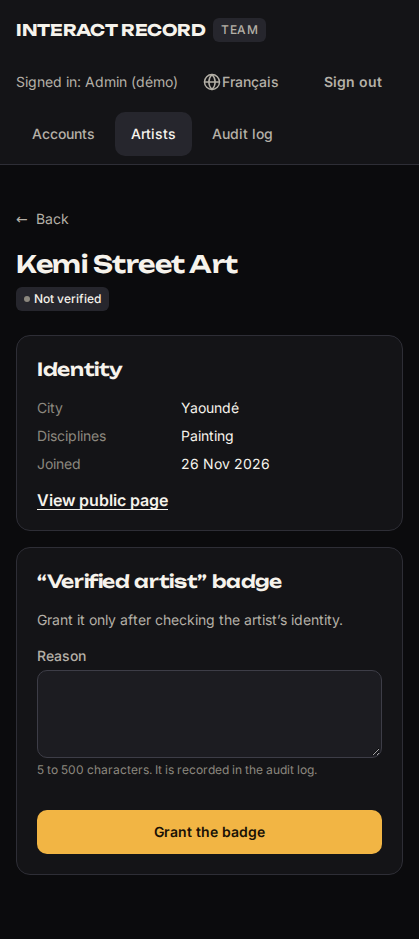 INTERACT RECORD TEAM
Signed in: Admin (démo) Français Sign out
Accounts Artists Audit log
← Back
Kemi Street Art
Not verified
Identity
City Yaoundé
Disciplines Painting
Joined 26 Nov 2026
View public page
“Verified artist” badge
Grant it only after checking the artist’s identity.
Reason
5 to 500 characters. It is recorded in the audit log.
Grant the badge